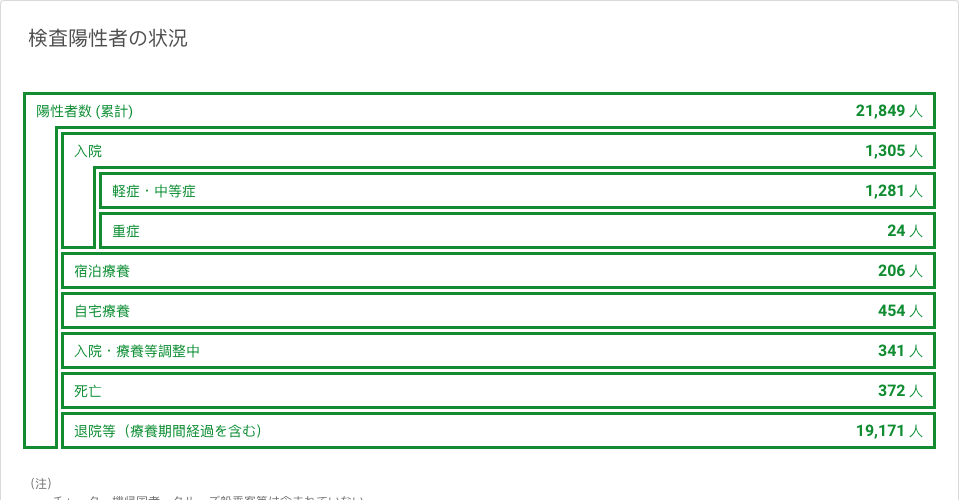 検査陽性者の状況
陽性者数 (累計) 21,849 人
入院 1,305 人
軽症・中等症 1,281 人
重症 24 人
宿泊療養 206 人
自宅療養 454 人
入院・療養等調整中 341 人
死亡 372 人
退院等（療養期間経過を含む） 19,171 人
(注)